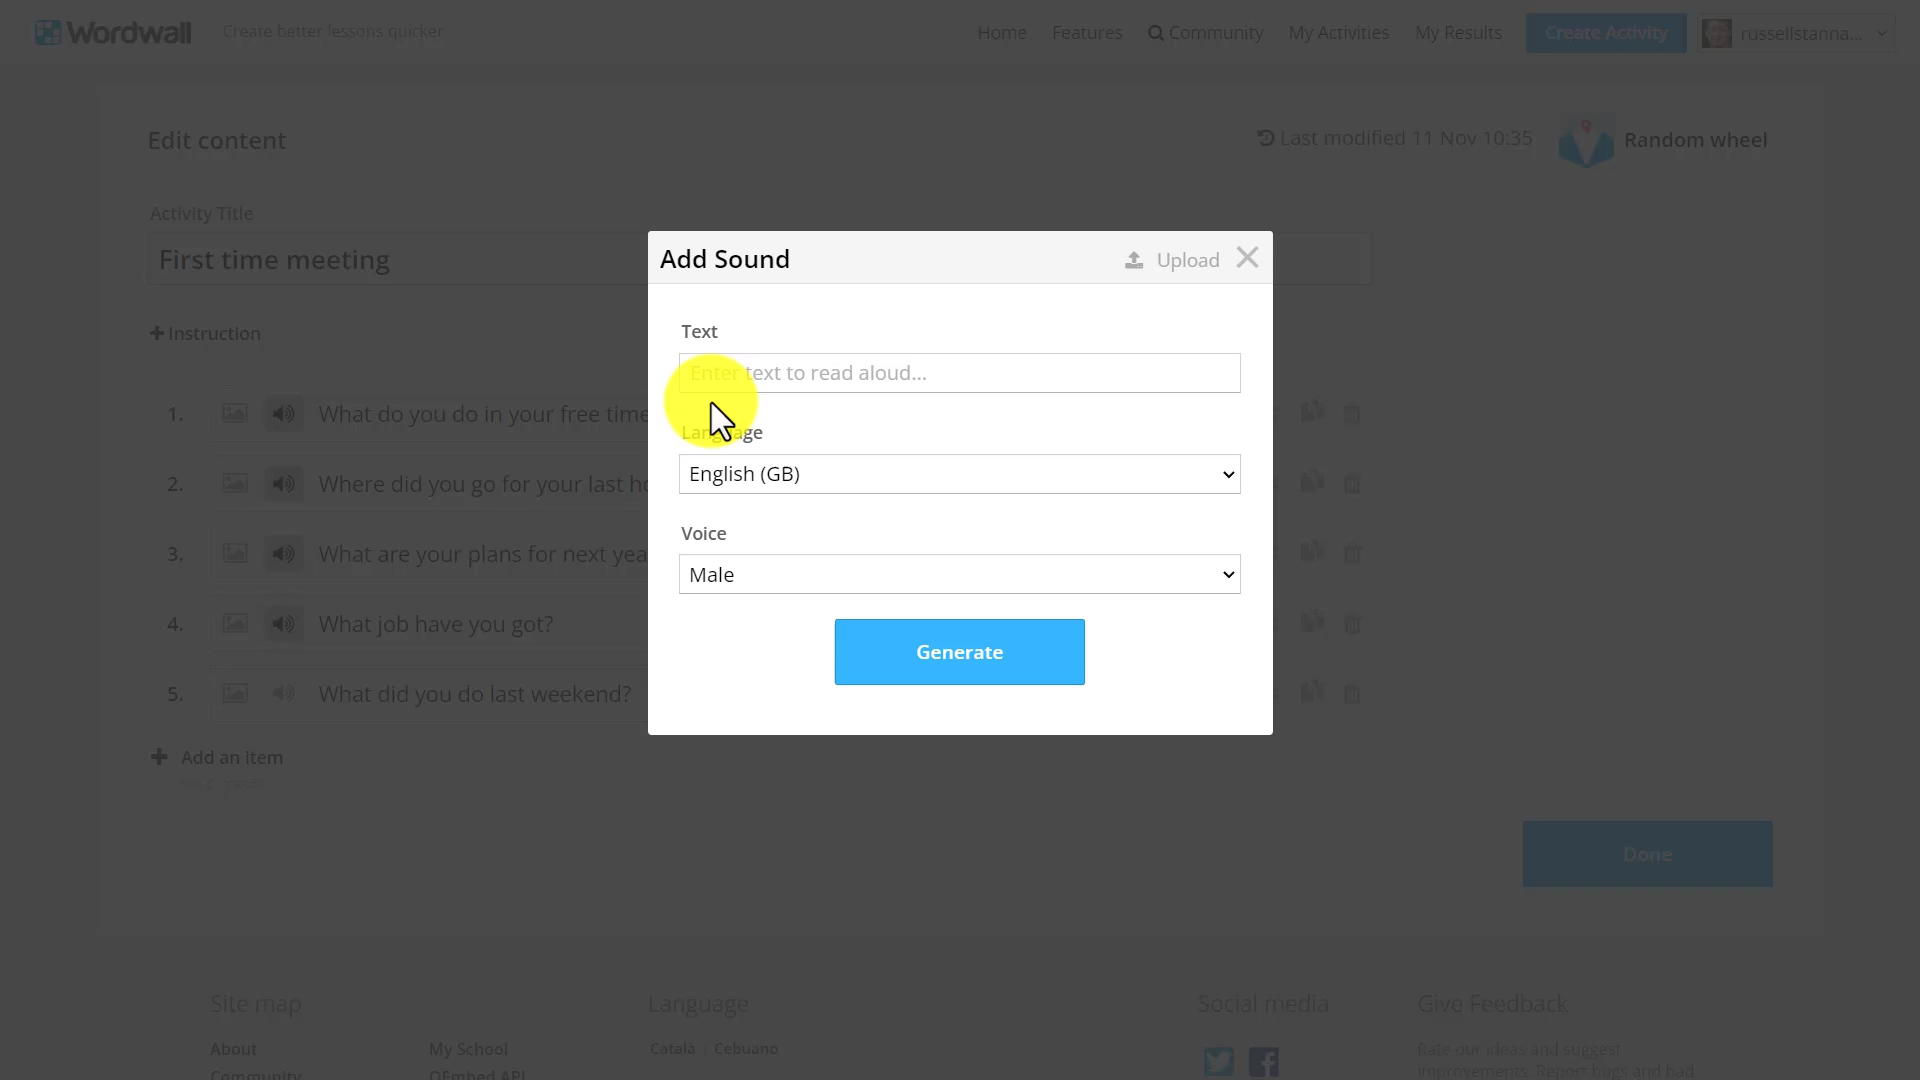 Wordwall
Create better lessons quicker
Home
Features
Community
My Activities
My Results
Create Activity
russellstanna...
Edit content
Last modified 11 Nov 10:35
Random wheel
Activity Title
First time meeting
Add Sound
Upload
Instruction
Text
Enter text to read aloud...
1.
What do you do in your free time
Language
English (GB)
2.
Where did you go for your last ho
Voice
3.
What are your plans for next yea
Male
4.
What job have you got?
Generate
5.
What did you do last weekend?
Add an item
Done
Site map
Language
Social media
Give Feedback
About
My School
Català
Cebuano
Rate our ideas and suggest
Community
OEmbed API
improvements. Report bugs and bad